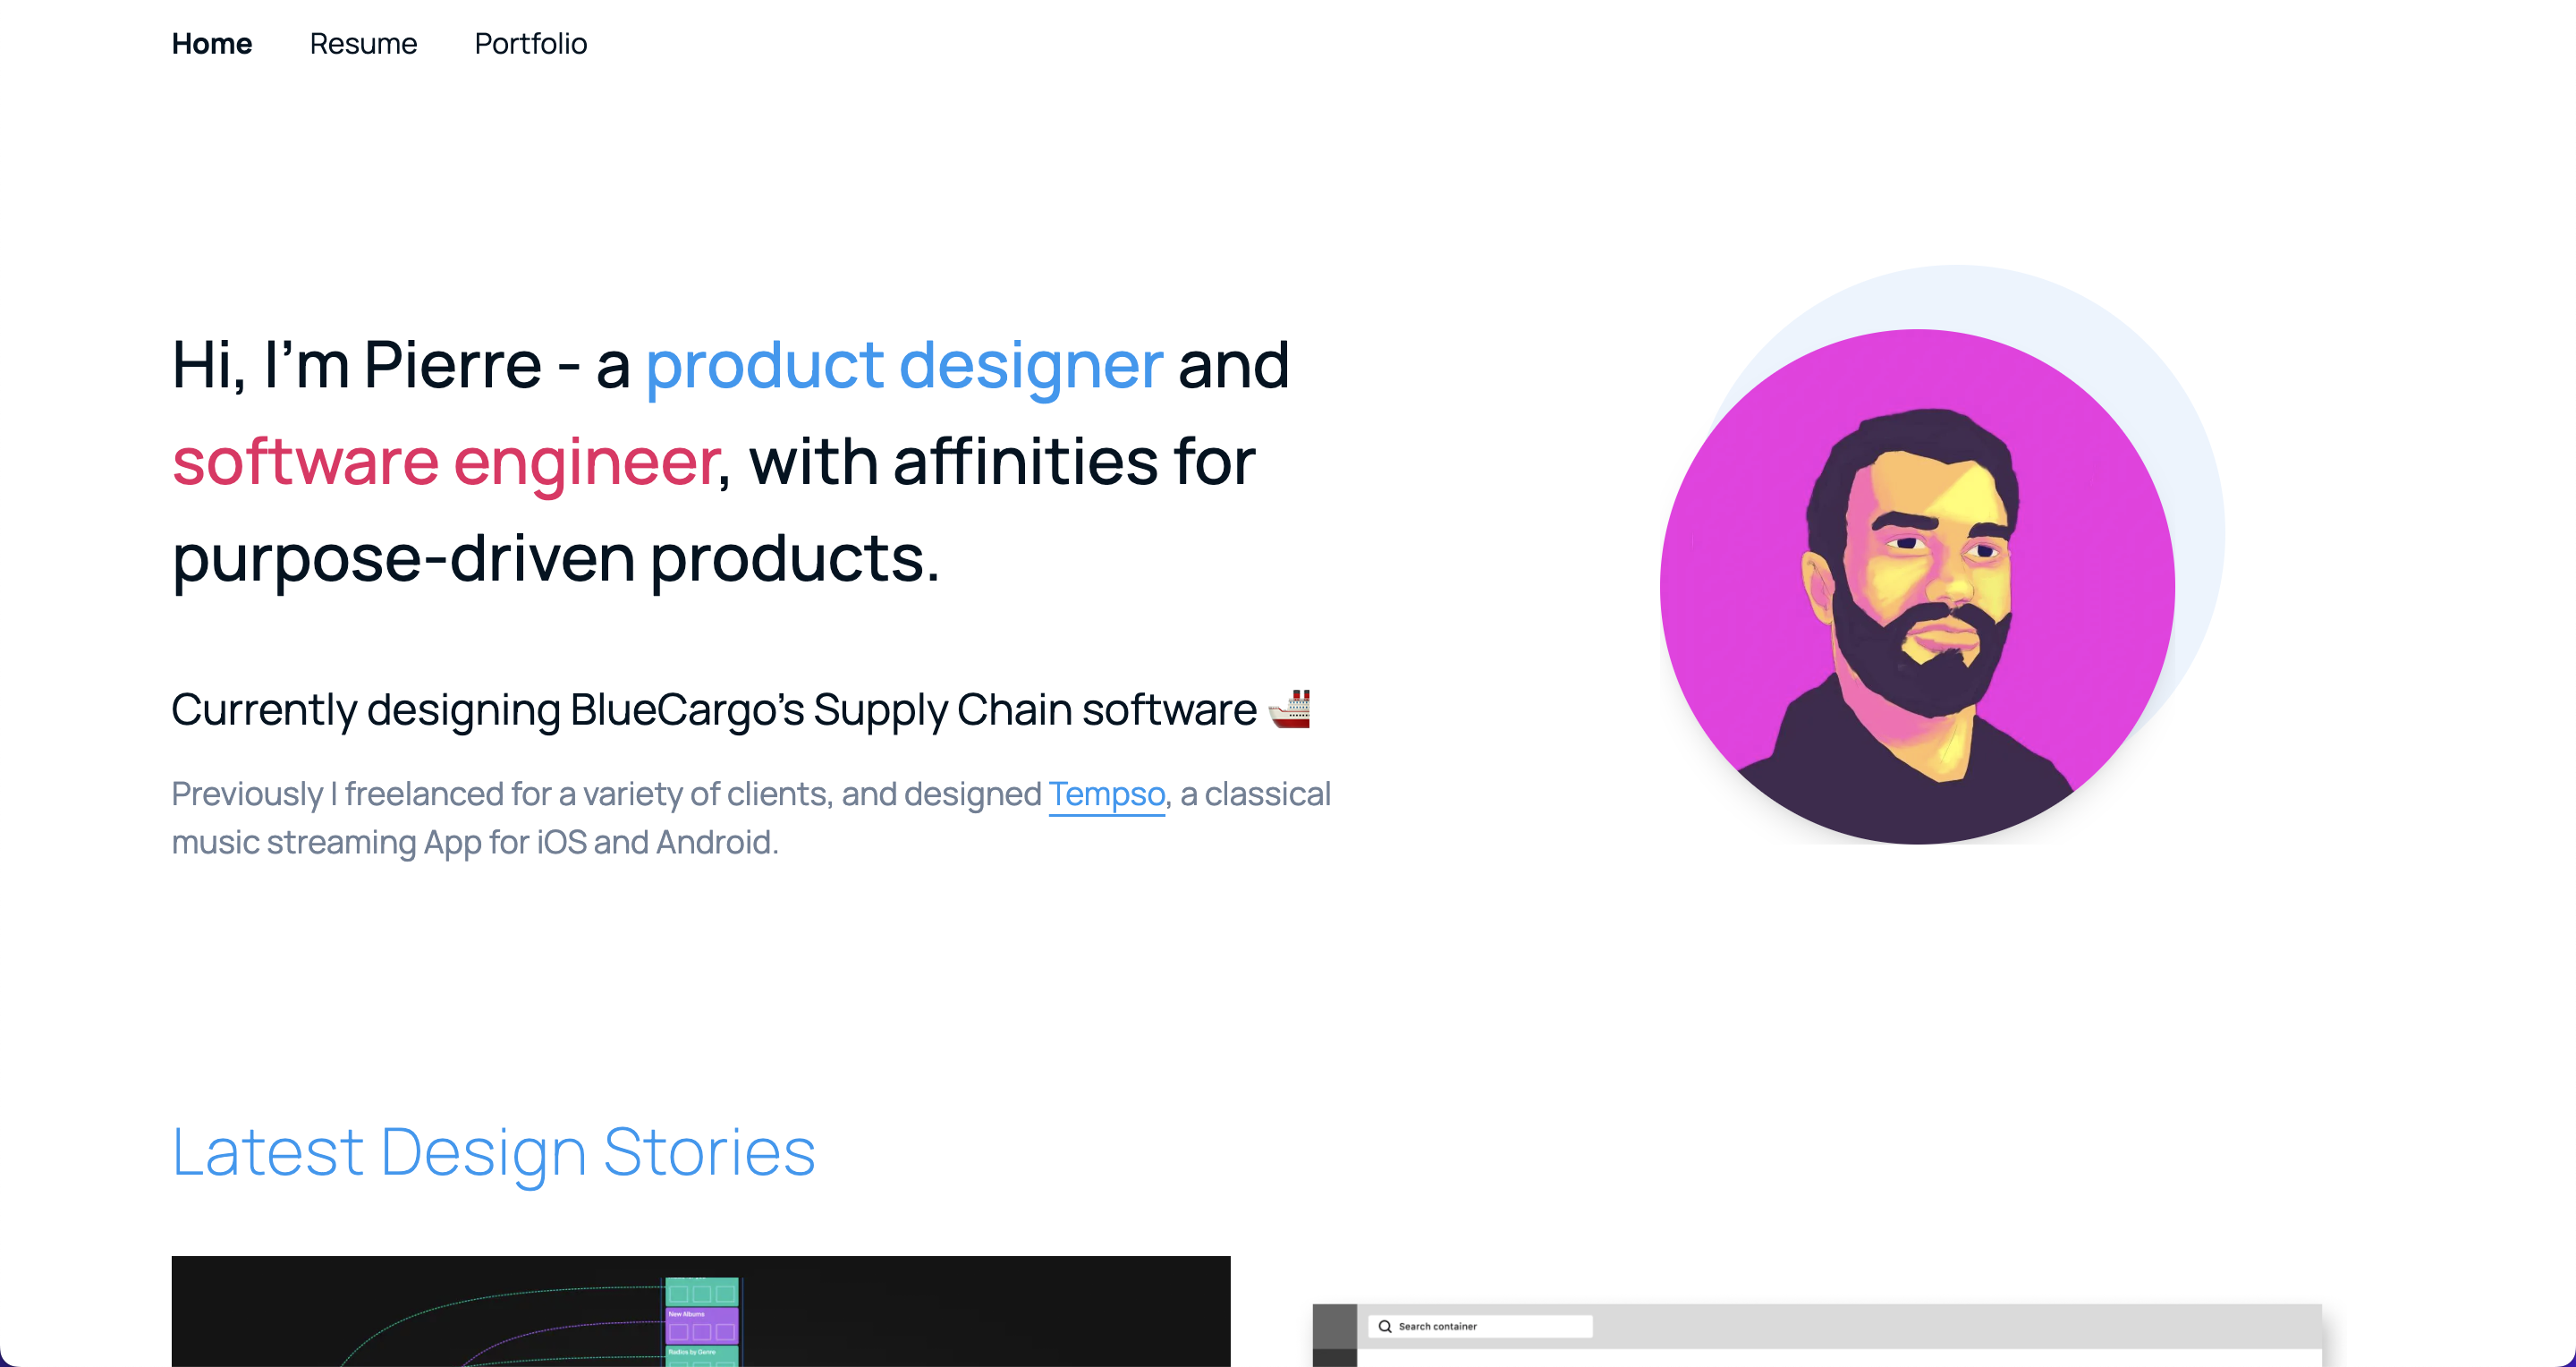 Home Resume Portfolio
Hi, I'm Pierre - a product designer and
software engineer, with affinities for
purpose-driven products.
Currently designing BlueCargo's Supply Chain software
Previously I freelanced for a variety of clients, and designed Tempso, a classical
music streaming App for iOS and Android.
Latest Design Stories
New Albums
Radios by Genre
Search container